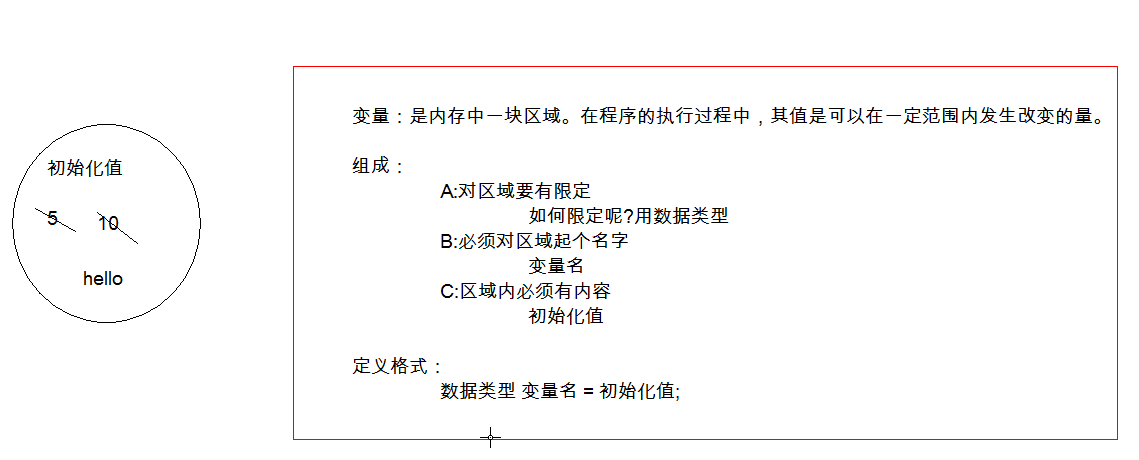 初始化值
5 10
hello
变量：是内存中一块区域。在程序的执行过程中，其值是可以在一定范围内发生改变的量。
组成：
A:对区域要有限定
如何限定呢?用数据类型
B:必须对区域起个名字
变量名
C:区域内必须有内容
初始化值
定义格式：
数据类型 变量名 = 初始化值;